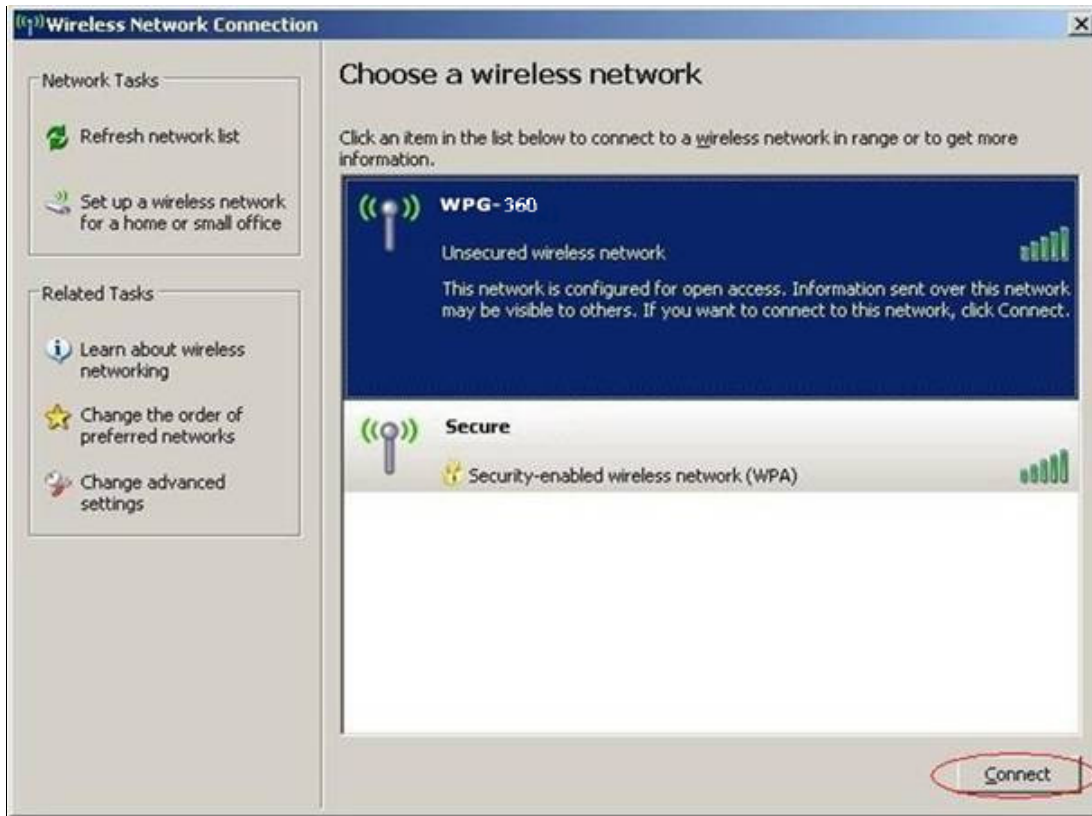 Wireless Network Connection
Network Tasks
Refresh network list
Set up a wireless network
for a home or small office
Related Tasks
Learn about wireless
networking
Change the order of
preferred networks
Change advanced
settings
Choose a wireless network
Click an item in the list below to connect to a wireless network in range or to get more
information.
WPG-360
Unsecured wireless network
This network is configured for open access. Information sent over this network
may be visible to others. If you want to connect to this network, click Connect.
Secure
Security-enabled wireless network (WPA)
Connect